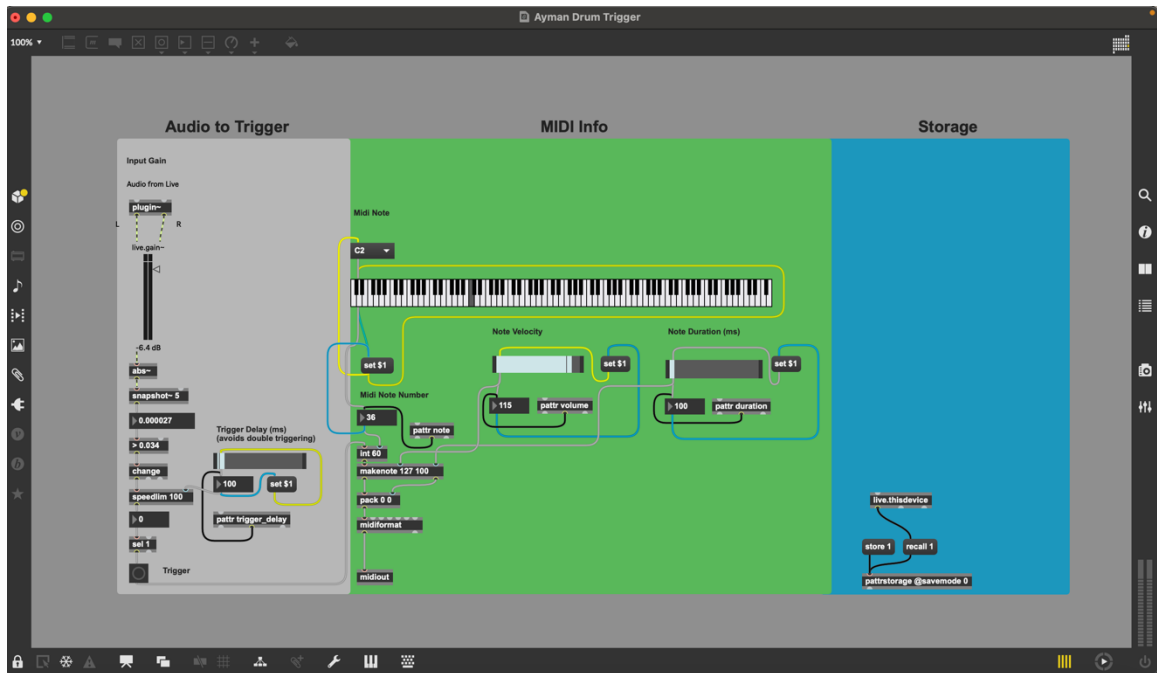 Ayman Drum Trigger
100%
Audio to Trigger
MIDI Info
Storage
Input Gain
Audio from Live
plugin~
L
R
live.gain~
-6.4 dB
abs~
snapshot~ 5
0.000027
> 0.034
change
speedlim 100
0
sel 1
Trigger
Trigger Delay (ms)
(avoids double triggering)
100
set $1
pattr trigger_delay
Midi Note
C2
set $1
Midi Note Number
36
pattr note
int 60
makenote 127 100
pack 0 0
midiformat
midiout
Note Velocity
set $1
115
pattr volume
Note Duration (ms)
set $1
100
pattr duration
live.thisdevice
store 1
recall 1
pattrstorage @savemode 0